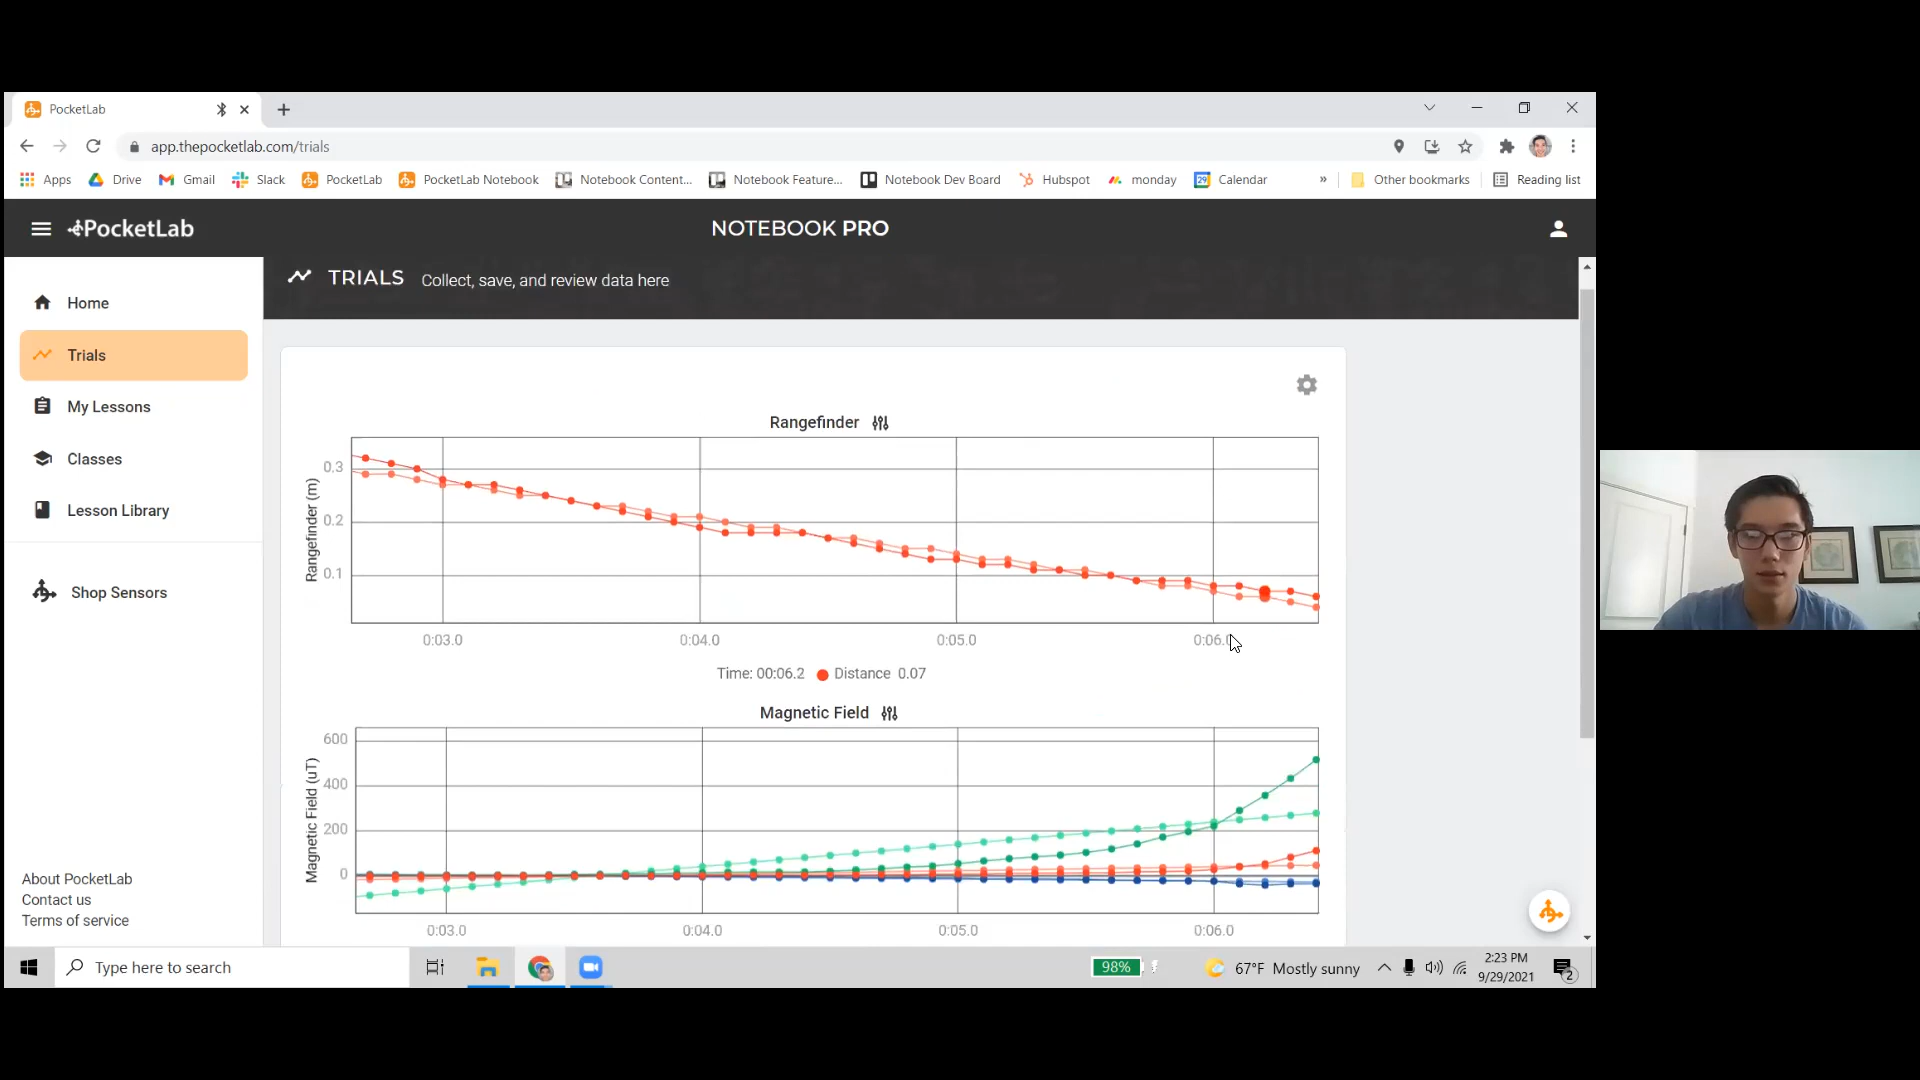 PocketLab
app.thepocketlab.com/trials
Apps Drive Gmail Slack PocketLab PocketLab Notebook Notebook Content... Notebook Feature... Notebook Dev Board Hubspot monday Calendar » Other bookmarks Reading list
PocketLab NOTEBOOK PRO
TRIALS Collect, save, and review data here
Home
Trials
My Lessons
Classes
Lesson Library
Shop Sensors
Rangefinder
Rangefinder (m)
0.3
0.2
0.1
0:03.0 0:04.0 0:05.0 0:06.0
Time: 00:06.2 Distance 0.07
Magnetic Field
Magnetic Field (uT)
600
400
200
0
0:03.0 0:04.0 0:05.0 0:06.0
About PocketLab
Contact us
Terms of service
Type here to search
98% 67°F Mostly sunny
2:23 PM
9/29/2021
2